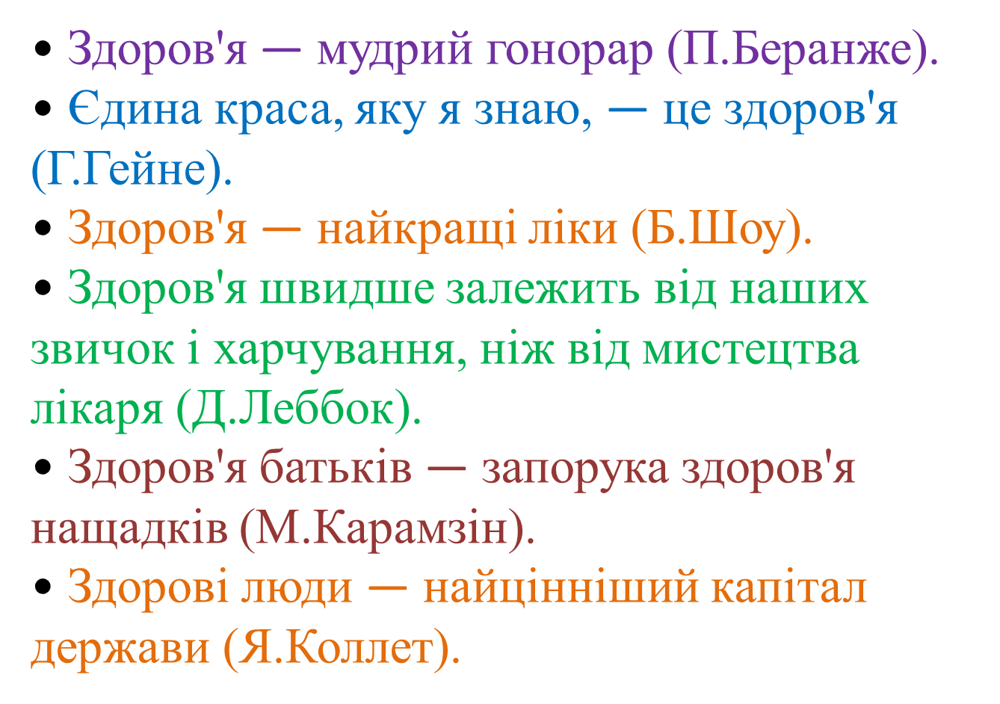 • Здоров'я — мудрий гонорар (П.Беранже).
• Єдина краса, яку я знаю, — це здоров'я
(Г.Гейне).
• Здоров'я — найкращі ліки (Б.Шоу).
• Здоров'я швидше залежить від наших
звичок і харчування, ніж від мистецтва
лікаря (Д.Леббок).
• Здоров'я батьків — запорука здоров'я
нащадків (М.Карамзін).
• Здорові люди — найцінніший капітал
держави (Я.Коллет).